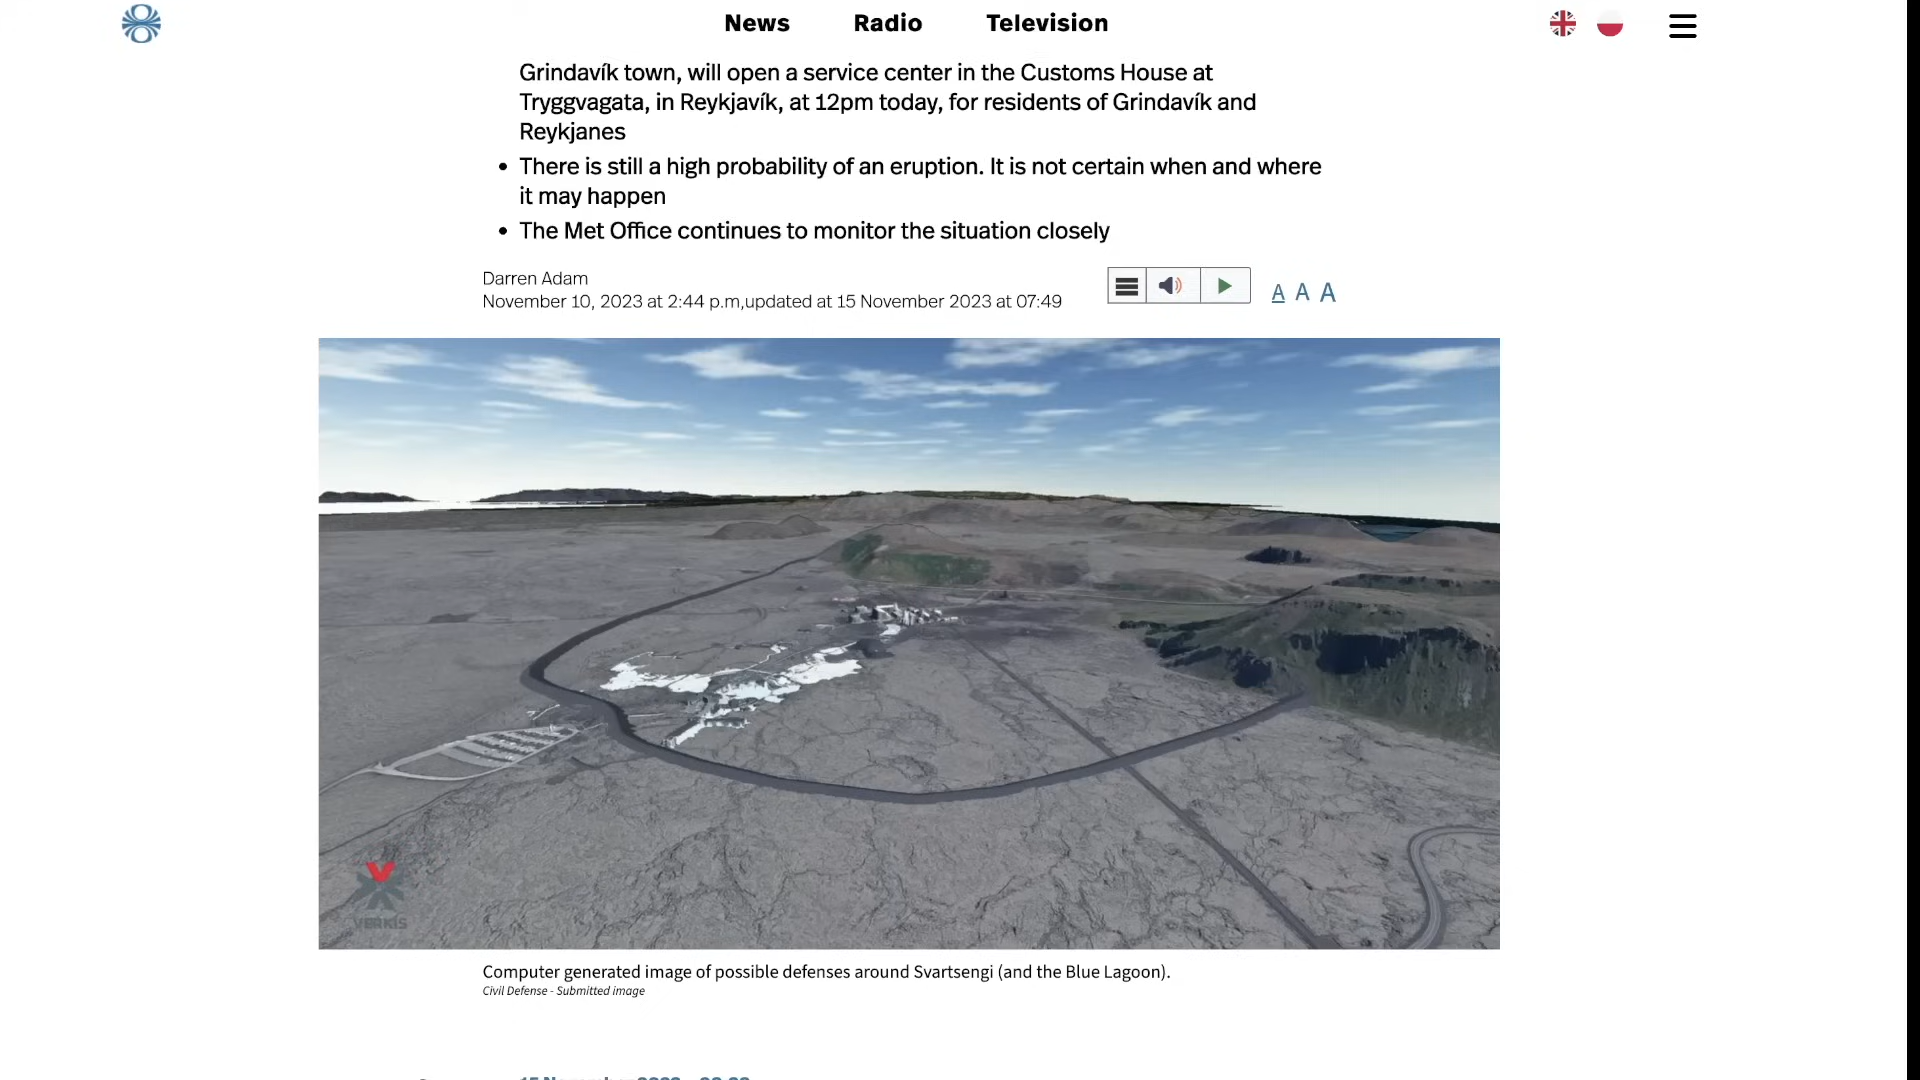 News Radio Television
Grindavík town, will open a service center in the Customs House at
Tryggvagata, in Reykjavík, at 12pm today, for residents of Grindavík and
Reykjanes
• There is still a high probability of an eruption. It is not certain when and where
it may happen
• The Met Office continues to monitor the situation closely
Darren Adam
November 10, 2023 at 2:44 p.m,updated at 15 November 2023 at 07:49
A A A
VERKÍS
Computer generated image of possible defenses around Svartsengi (and the Blue Lagoon).
Civil Defense - Submitted image